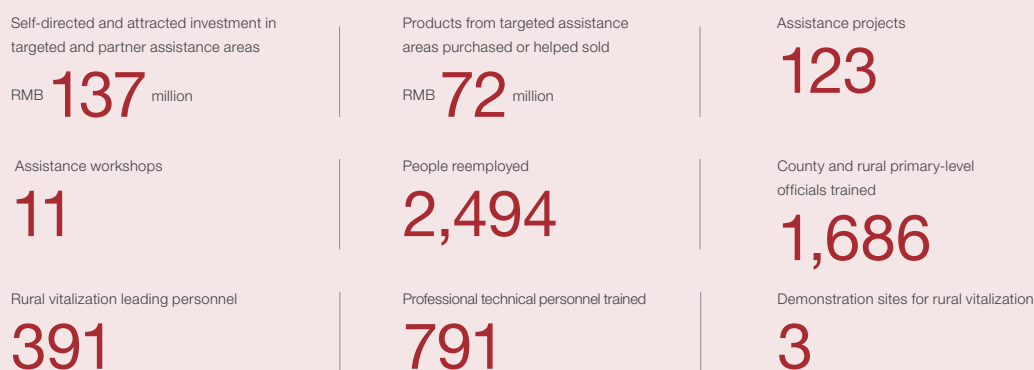 Self-directed and attracted investment in
targeted and partner assistance areas
RMB 137 million
Products from targeted assistance
areas purchased or helped sold
RMB 72 million
Assistance projects
123
Assistance workshops
11
People reemployed
2,494
County and rural primary-level
officials trained
1,686
Rural vitalization leading personnel
391
Professional technical personnel trained
791
Demonstration sites for rural vitalization
3